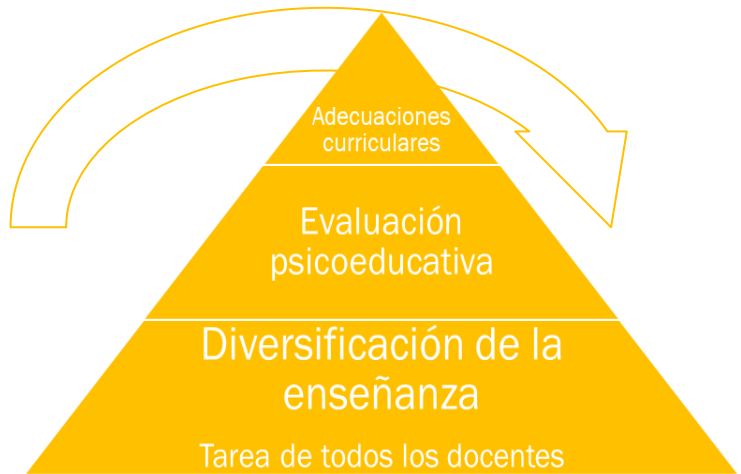 Adecuaciones
curriculares
Evaluación
psicoeducativa
Diversificación de la
enseñanza
Tarea de todos los docentes